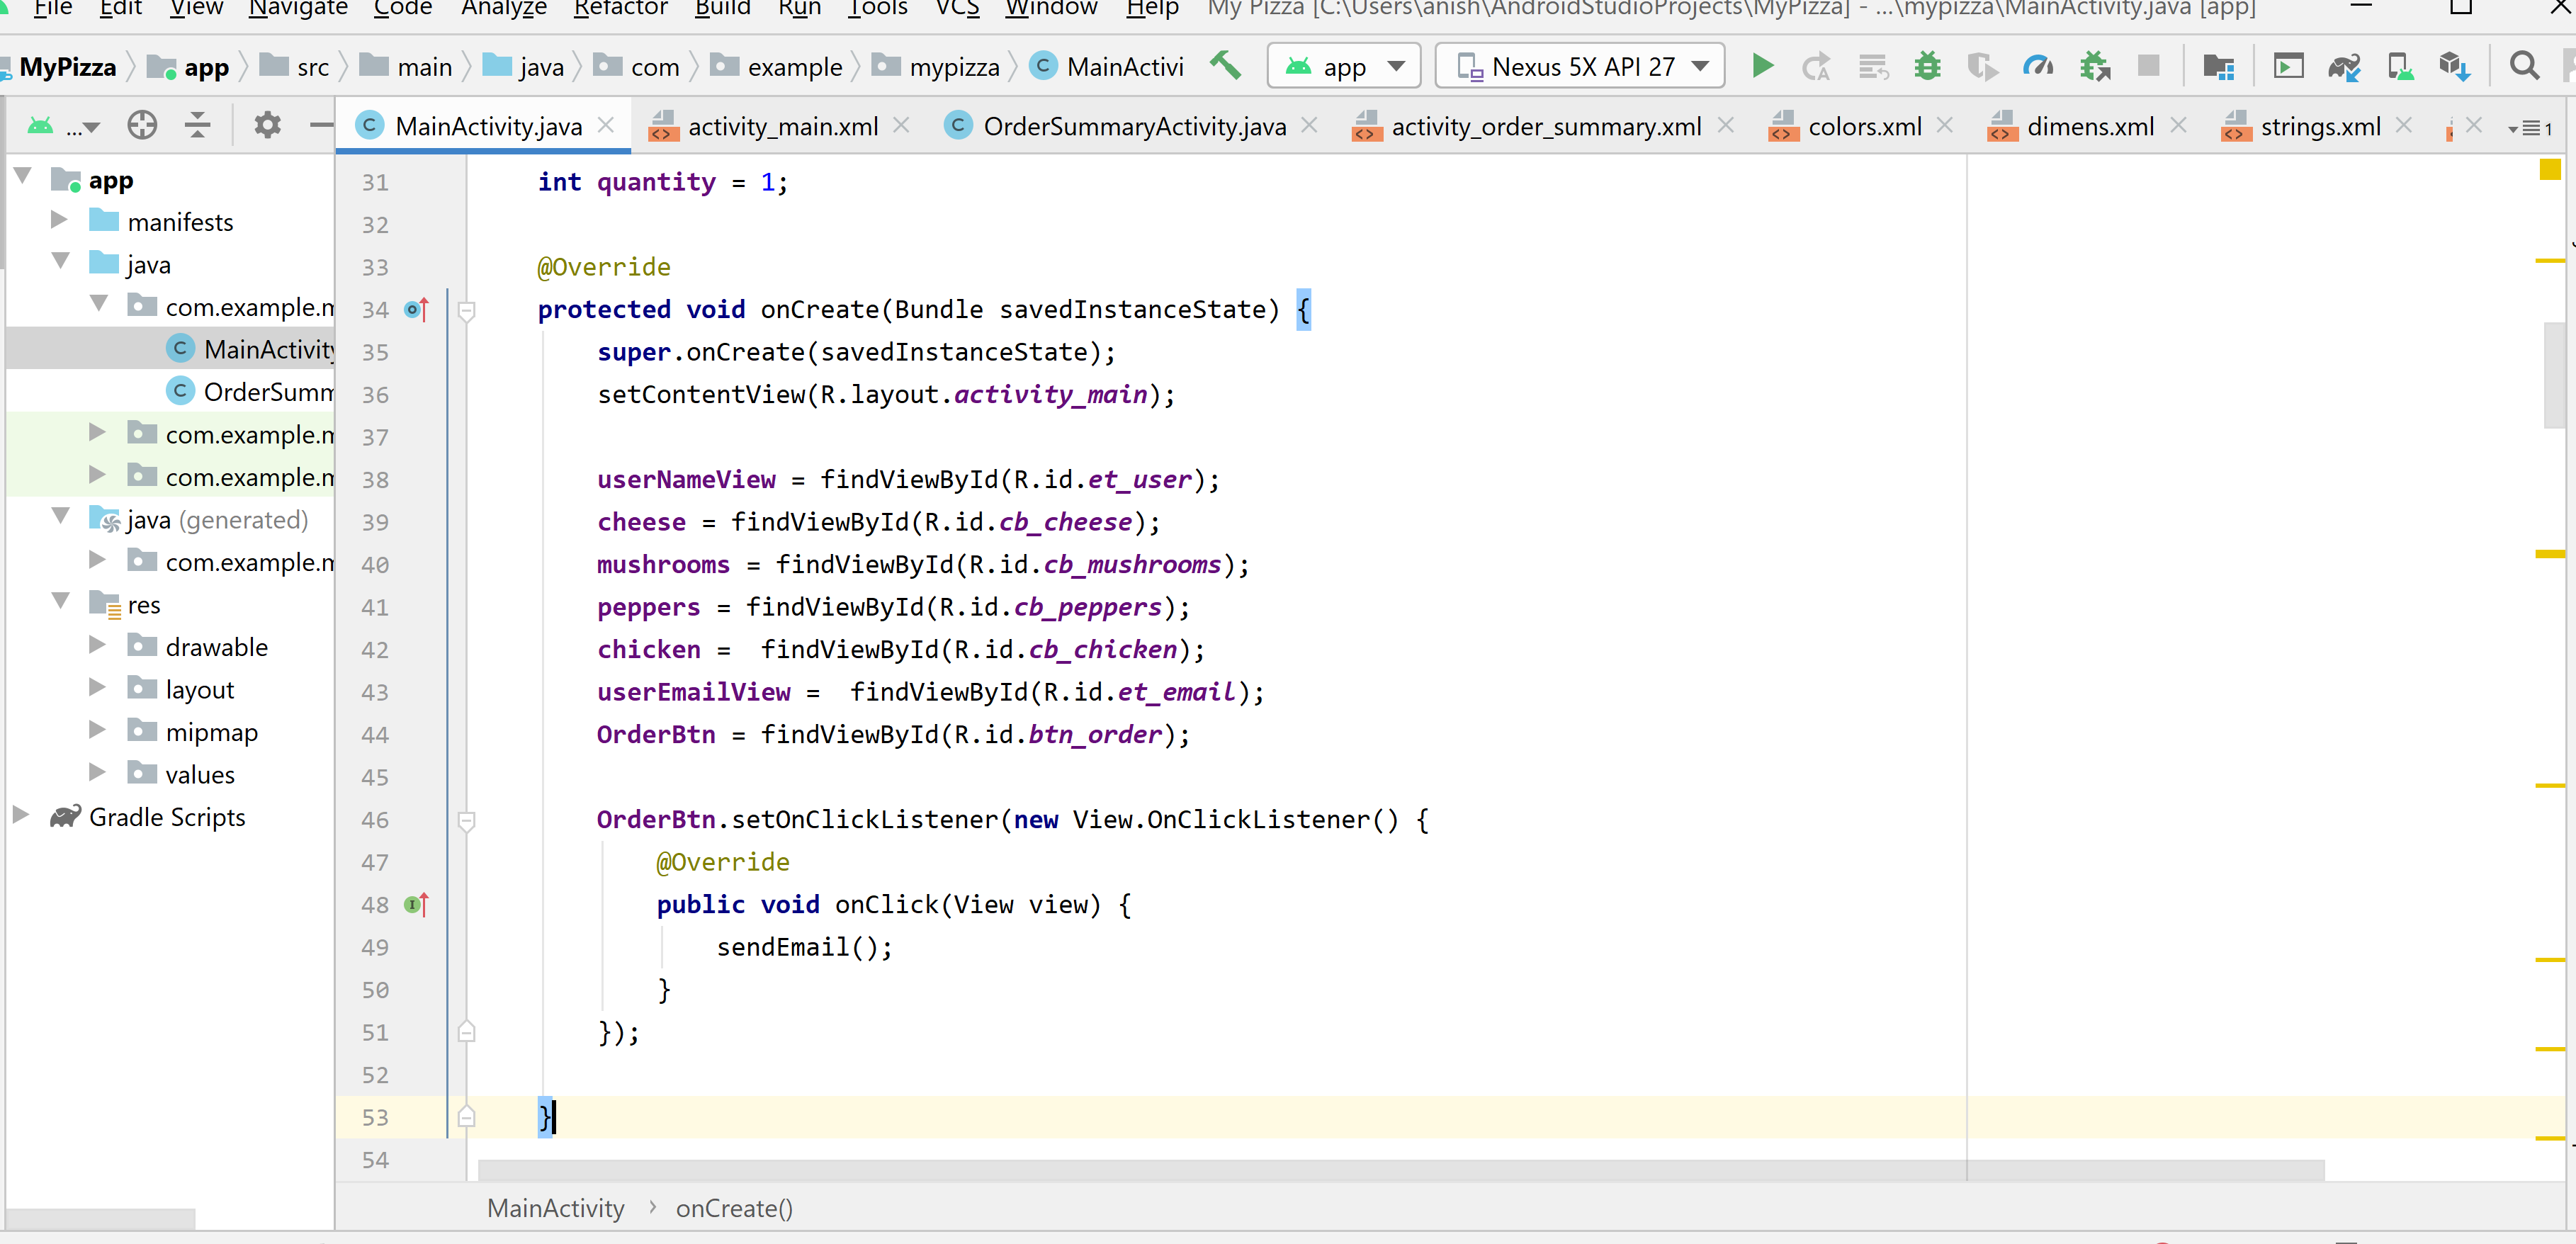 File Edit View Navigate Code Analyze Refactor Build Run Tools VCS Window Help My Pizza [C:\Users\anish\AndroidStudioProjects\MyPizza] - ...\mypizza\MainActivity.java [app]
MyPizza app src main java com example mypizza MainActivi app Nexus 5X API 27
... MainActivity.java activity_main.xml OrderSummaryActivity.java activity_order_summary.xml colors.xml dimens.xml strings.xml 1
app
manifests
java
com.example.m
MainActivity
OrderSumm
com.example.m
com.example.m
java (generated)
com.example.m
res
drawable
layout
mipmap
values
Gradle Scripts
31 int quantity = 1;
32
33 @Override
34 protected void onCreate(Bundle savedInstanceState) {
35 super.onCreate(savedInstanceState);
36 setContentView(R.layout.activity_main);
37
38 userNameView = findViewById(R.id.et_user);
39 cheese = findViewById(R.id.cb_cheese);
40 mushrooms = findViewById(R.id.cb_mushrooms);
41 peppers = findViewById(R.id.cb_peppers);
42 chicken =  findViewById(R.id.cb_chicken);
43 userEmailView =  findViewById(R.id.et_email);
44 OrderBtn = findViewById(R.id.btn_order);
45
46 OrderBtn.setOnClickListener(new View.OnClickListener() {
47 @Override
48 public void onClick(View view) {
49 sendEmail();
50 }
51 });
52
53 }
54
MainActivity › onCreate()